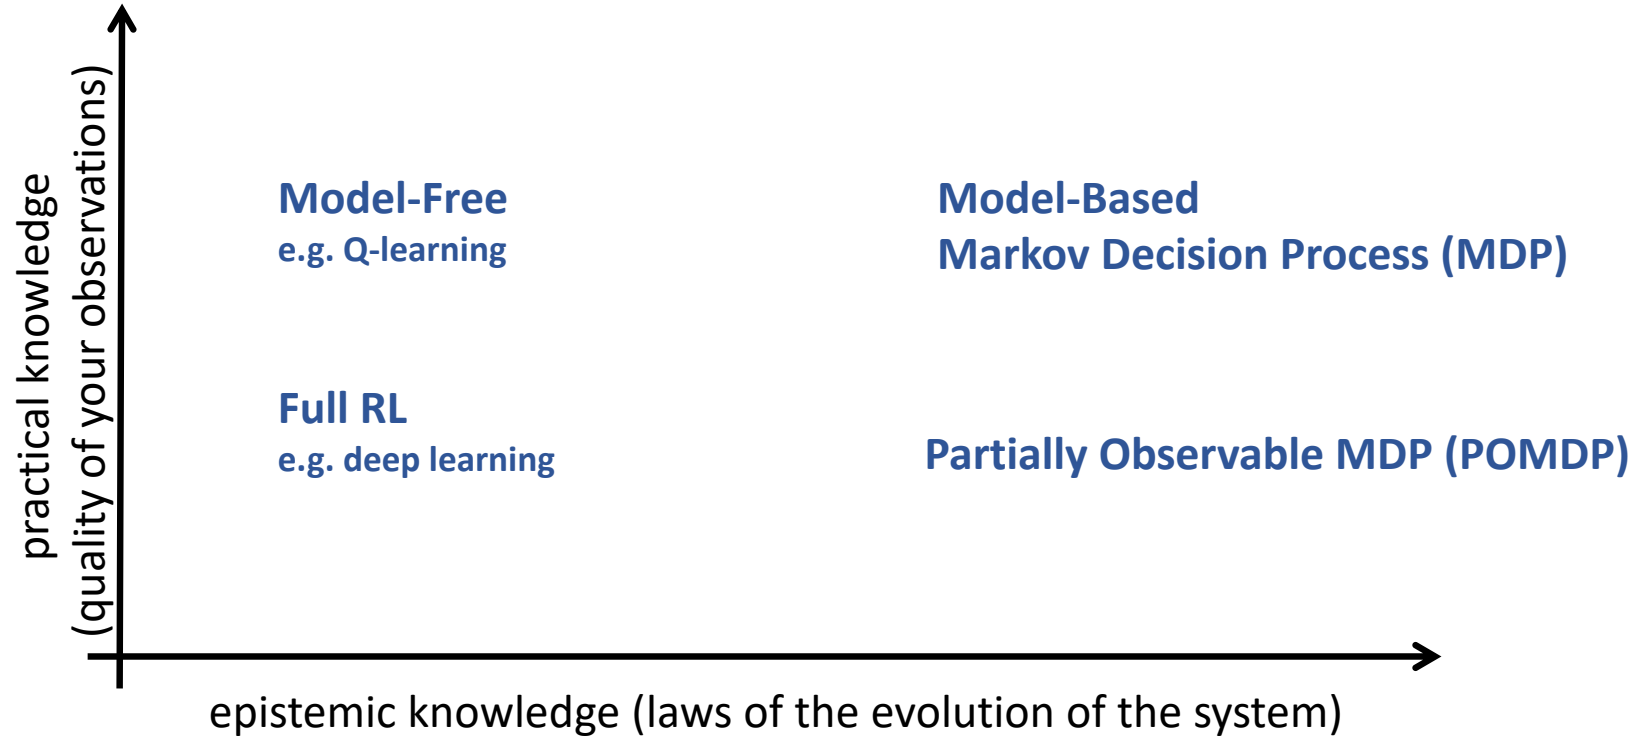 practical knowledge
(quality of your observations)
Model-Free
e.g. Q-learning
Model-Based
Markov Decision Process (MDP)
Full RL
e.g. deep learning
Partially Observable MDP (POMDP)
epistemic knowledge (laws of the evolution of the system)